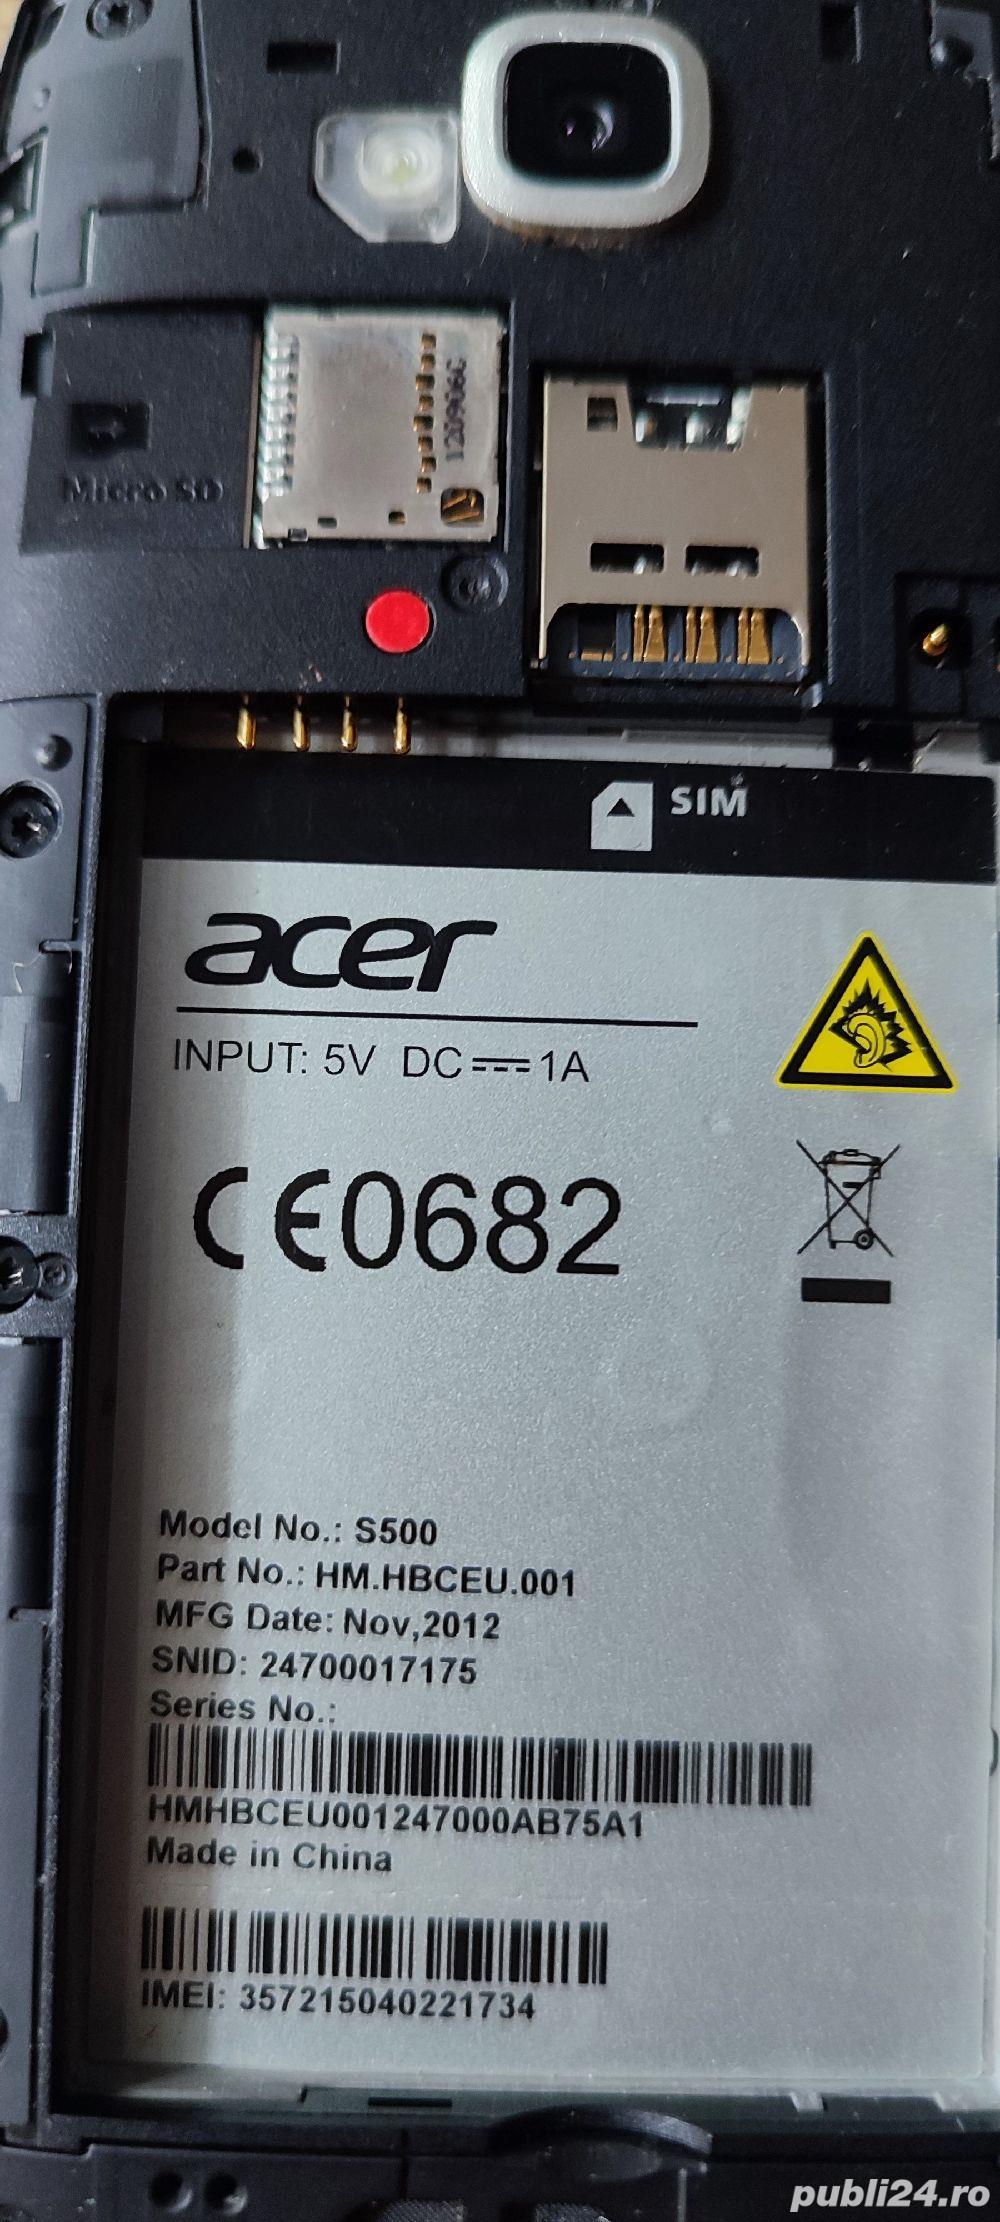 120906G
Micro SD
SIM
acer
INPUT: 5V DC⎓1A
CE0682
Model No.: S500
Part No.: HM.HBCEU.001
MFG Date: Nov,2012
SNID: 24700017175
Series No.:
HMHBCEU001247000AB75A1
Made in China
IMEI: 357215040221734
publi24.ro